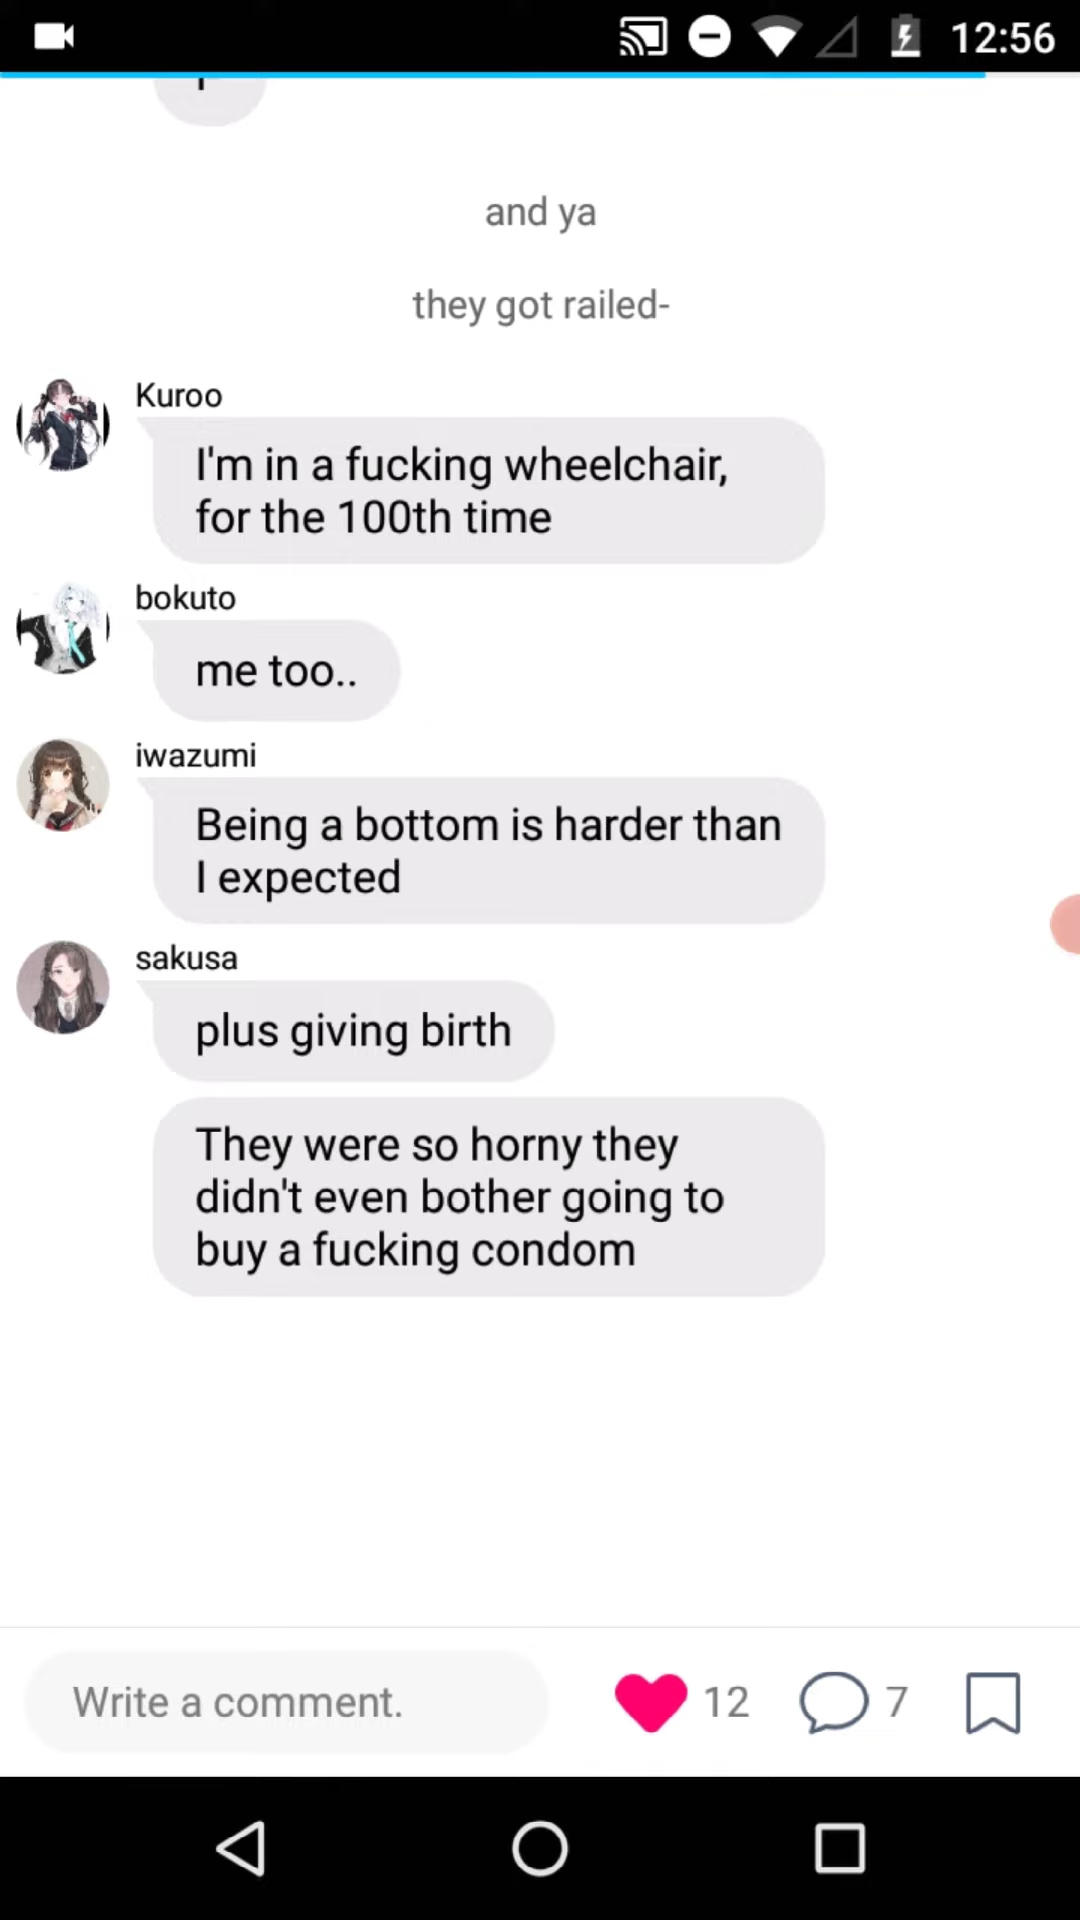 12:56
and ya
they got railed-
Kuroo
I'm in a fucking wheelchair,
for the 100th time
bokuto
me too..
iwazumi
Being a bottom is harder than
I expected
sakusa
plus giving birth
They were so horny they
didn't even bother going to
buy a fucking condom
Write a comment.
12
7